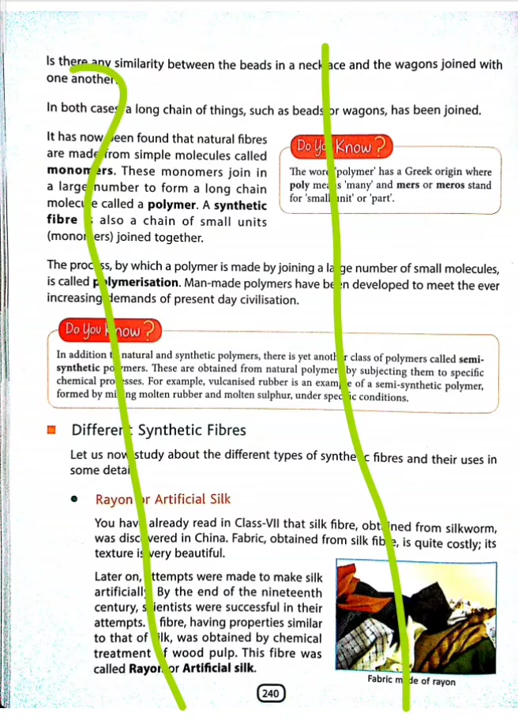 Is there any similarity between the beads in a necklace and the wagons joined with
one another.
In both cases a long chain of things, such as beads or wagons, has been joined.
It has now been found that natural fibres
are made from simple molecules called
monomers. These monomers join in
a large number to form a long chain
molecule called a polymer. A synthetic
fibre also a chain of small units
(monomers) joined together.
Do You Know?
The word 'polymer' has a Greek origin where
poly means 'many' and mers or meros stand
for 'small unit' or 'part'.
The process, by which a polymer is made by joining a large number of small molecules,
is called polymerisation. Man-made polymers have been developed to meet the ever
increasing demands of present day civilisation.
Do You Know?
In addition to natural and synthetic polymers, there is yet another class of polymers called semi-
synthetic polymers. These are obtained from natural polymers by subjecting them to specific
chemical processes. For example, vulcanised rubber is an example of a semi-synthetic polymer,
formed by mixing molten rubber and molten sulphur, under specific conditions.
Different Synthetic Fibres
Let us now study about the different types of synthetic fibres and their uses in
some detail
• Rayon or Artificial Silk
You have already read in Class-VII that silk fibre, obtained from silkworm,
was discovered in China. Fabric, obtained from silk fibre, is quite costly; its
texture is very beautiful.
Later on, attempts were made to make silk
artificially. By the end of the nineteenth
century, scientists were successful in their
attempts. fibre, having properties similar
to that of silk, was obtained by chemical
treatment of wood pulp. This fibre was
called Rayon or Artificial silk.
Fabric made of rayon
240